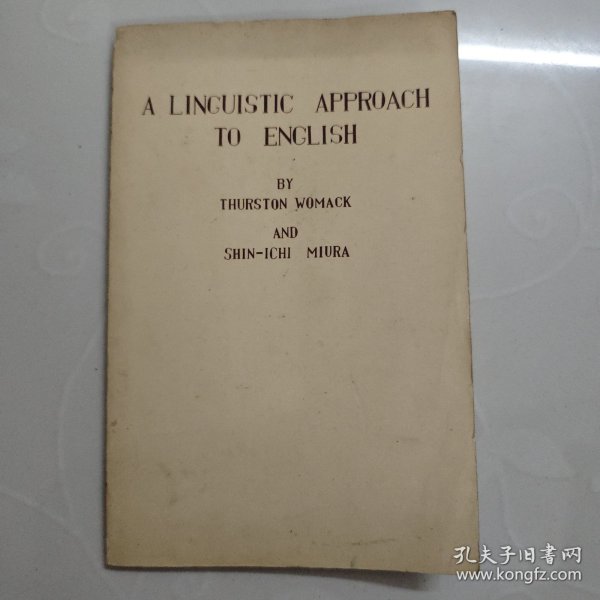 A LINGUISTIC APPROACH
TO ENGLISH
BY
THURSTON WOMACK
AND
SHIN-ICHI MIURA
孔夫子旧書网
www.kongfz.com